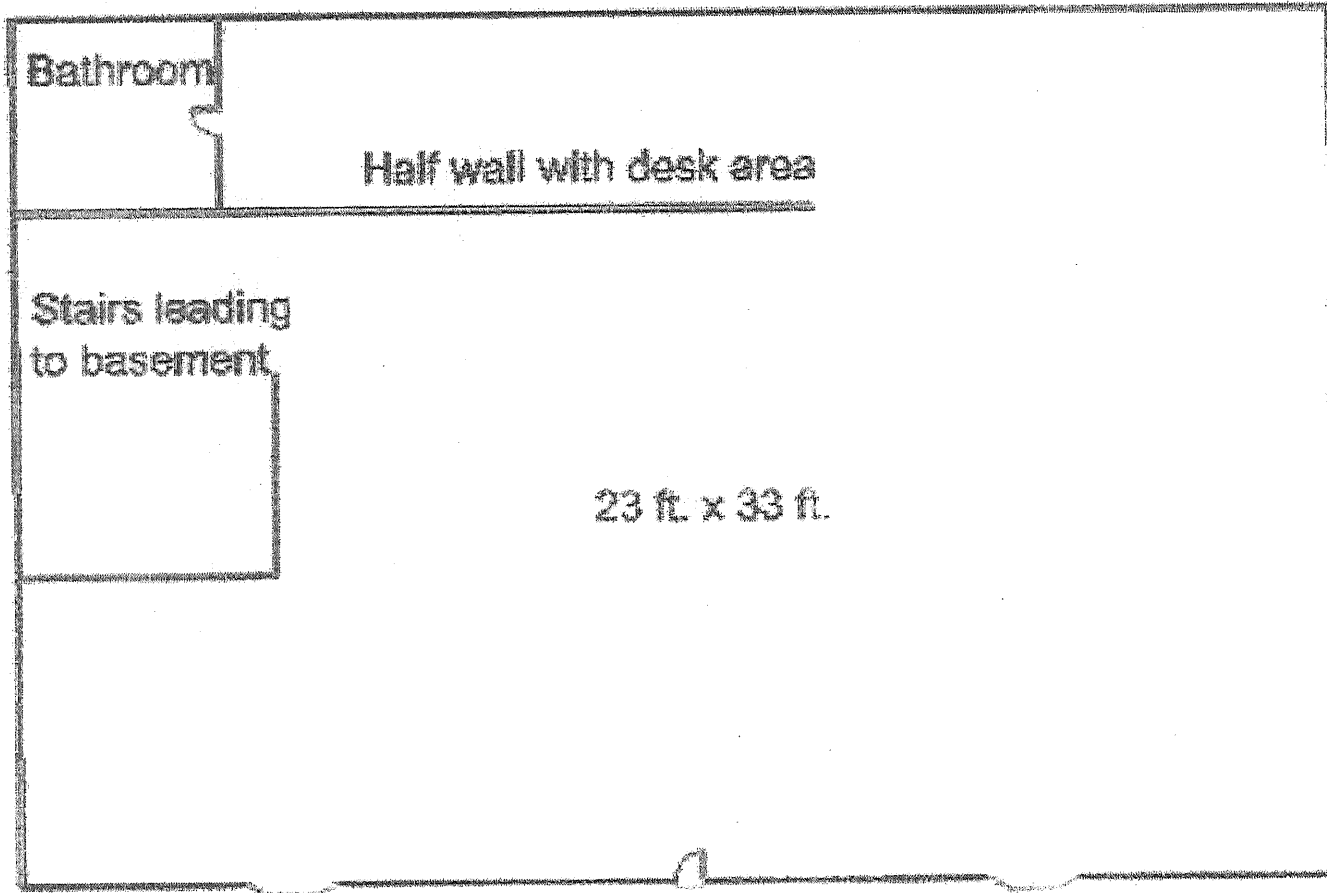 Bathroom
Half wall with desk area
Stairs leading
to basement
23 ft. x 33 ft.